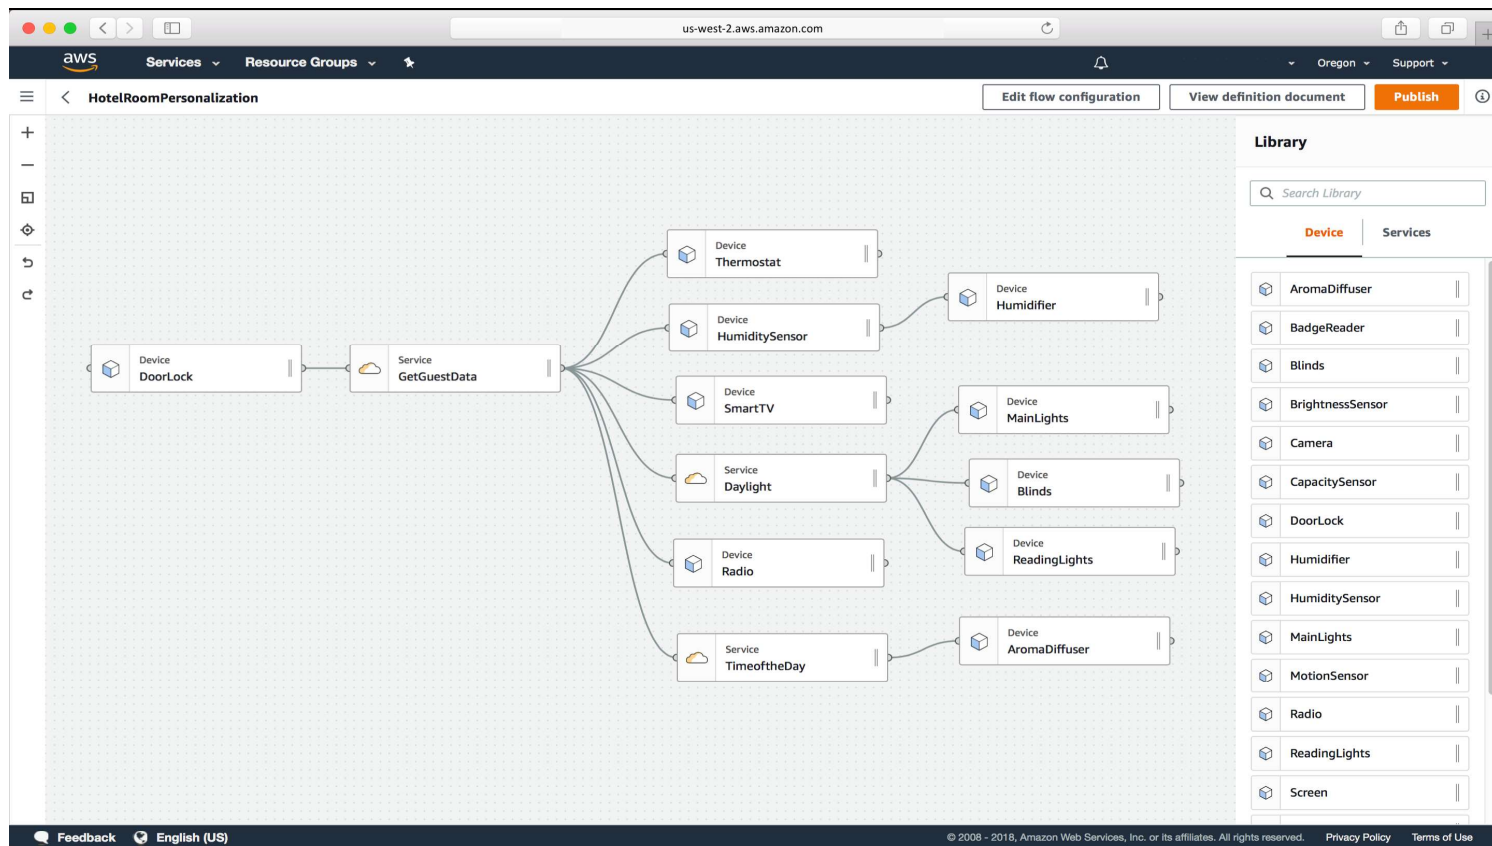 us-west-2.aws.amazon.com
aws Services Resource Groups Oregon Support
HotelRoomPersonalization Edit flow configuration View definition document Publish
Library
Search Library
Device Services
Device
Thermostat
Device
HumiditySensor
Device
Humidifier
Device
DoorLock
Service
GetGuestData
Device
SmartTV
Device
MainLights
Service
Daylight
Device
Blinds
Device
Radio
Device
ReadingLights
Service
TimeoftheDay
Device
AromaDiffuser
AromaDiffuser
BadgeReader
Blinds
BrightnessSensor
Camera
CapacitySensor
DoorLock
Humidifier
HumiditySensor
MainLights
MotionSensor
Radio
ReadingLights
Screen
Feedback English (US) © 2008 - 2018, Amazon Web Services, Inc. or its affiliates. All rights reserved. Privacy Policy Terms of Use